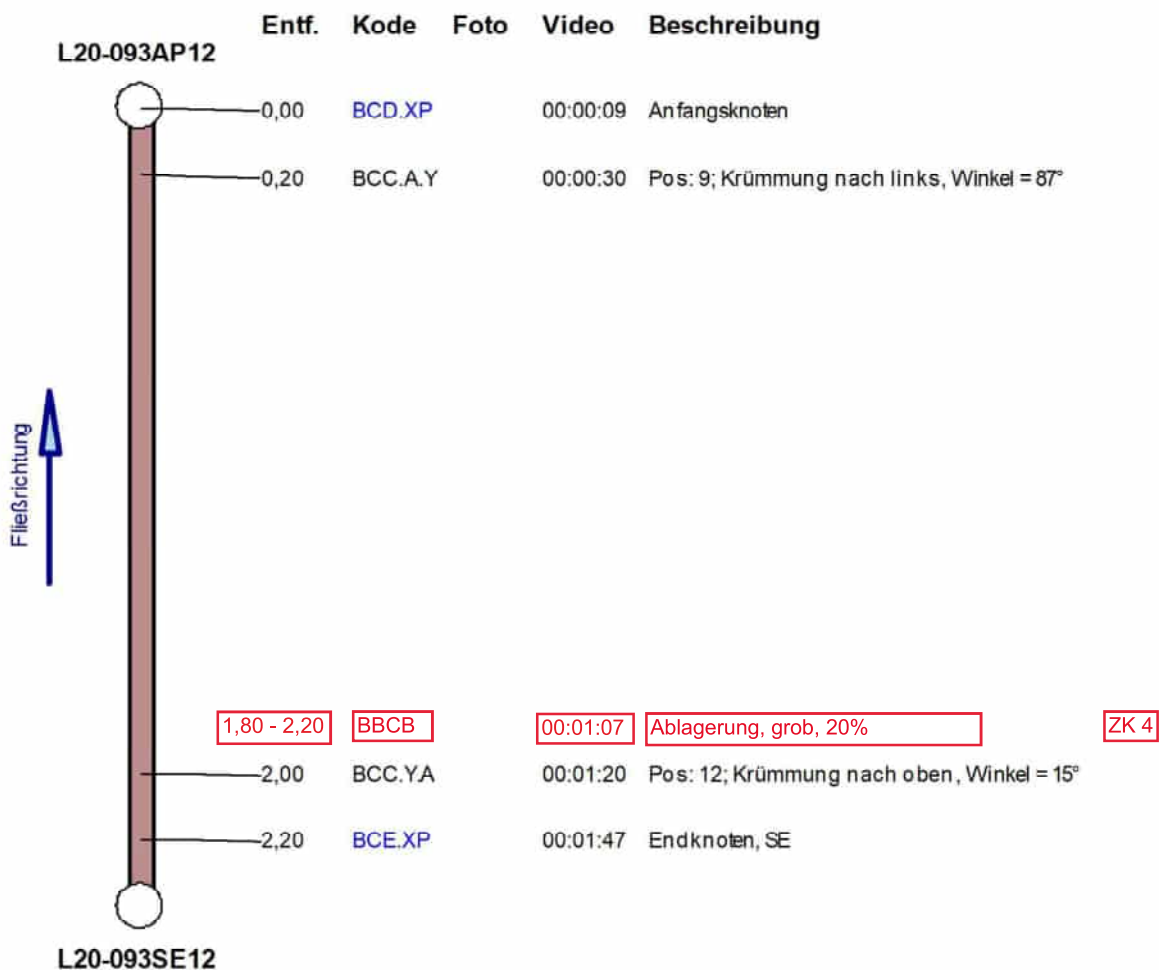 Entf. Kode Foto Video Beschreibung
L20-093AP12
0,00 BCD.XP 00:00:09 Anfangsknoten
0,20 BCC.A.Y 00:00:30 Pos: 9; Krümmung nach links, Winkel = 87°
Fließrichtung
1,80 - 2,20 BBCB 00:01:07 Ablagerung, grob, 20% ZK 4
2,00 BCC.Y.A 00:01:20 Pos: 12; Krümmung nach oben, Winkel = 15°
2,20 BCE.XP 00:01:47 Endknoten, SE
L20-093SE12